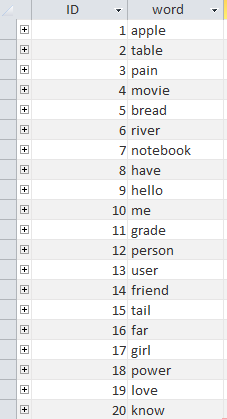 ID word
1 apple
2 table
3 pain
4 movie
5 bread
6 river
7 notebook
8 have
9 hello
10 me
11 grade
12 person
13 user
14 friend
15 tail
16 far
17 girl
18 power
19 love
20 know